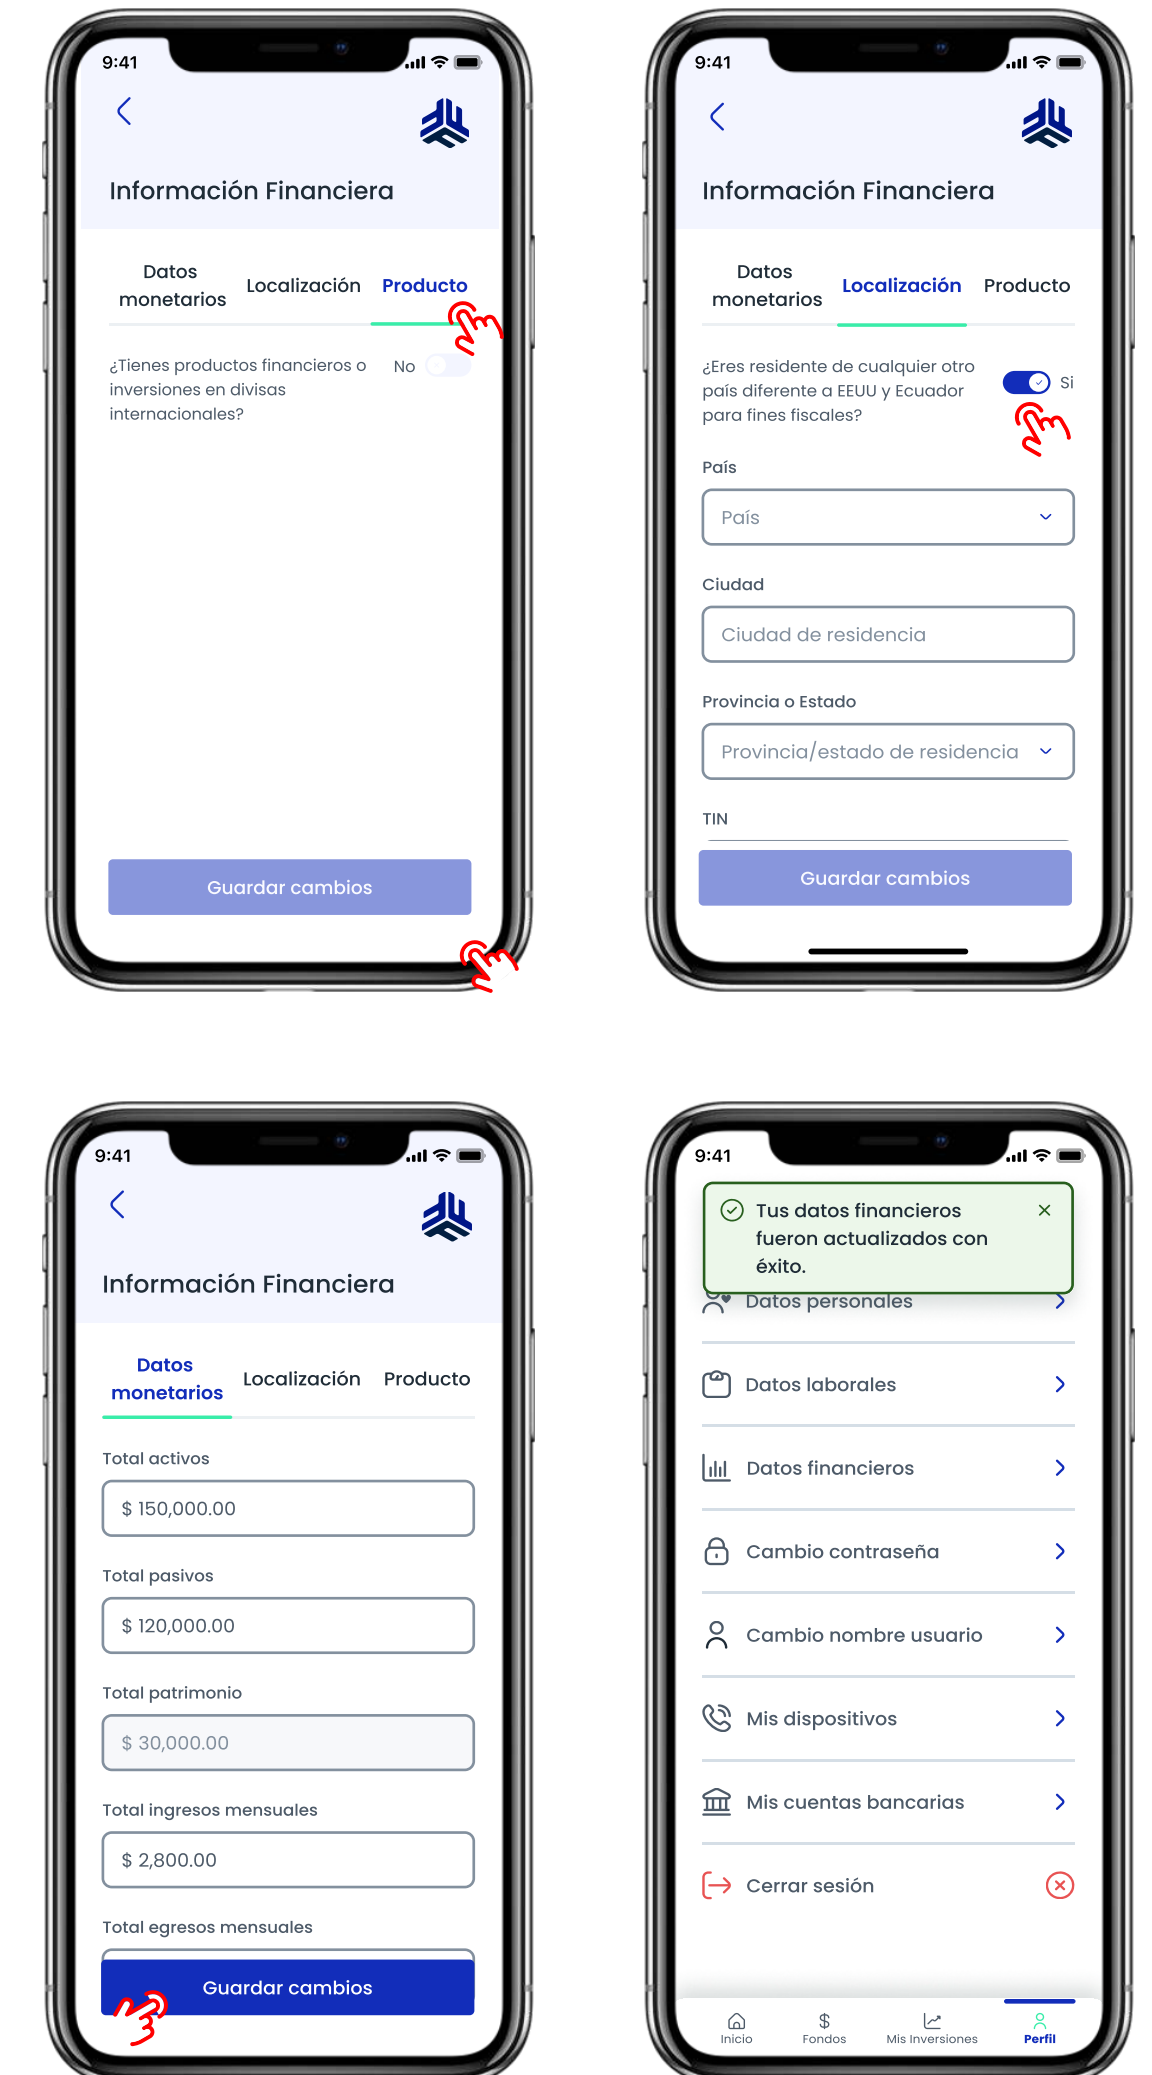 9:41
Información Financiera
Datos
monetarios
Localización
Producto
¿Tienes productos financieros o
inversiones en divisas
internacionales?
No
Guardar cambios
9:41
Información Financiera
Datos
monetarios
Localización
Producto
¿Eres residente de cualquier otro
país diferente a EEUU y Ecuador
para fines fiscales?
Si
País
País
Ciudad
Ciudad de residencia
Provincia o Estado
Provincia/estado de residencia
TIN
Guardar cambios
9:41
Información Financiera
Datos
monetarios
Localización
Producto
Total activos
$ 150,000.00
Total pasivos
$ 120,000.00
Total patrimonio
$ 30,000.00
Total ingresos mensuales
$ 2,800.00
Total egresos mensuales
Guardar cambios
9:41
Tus datos financieros
fueron actualizados con
éxito.
Datos personales
Datos laborales
Datos financieros
Cambio contraseña
Cambio nombre usuario
Mis dispositivos
Mis cuentas bancarias
Cerrar sesión
Inicio
Fondos
Mis Inversiones
Perfil